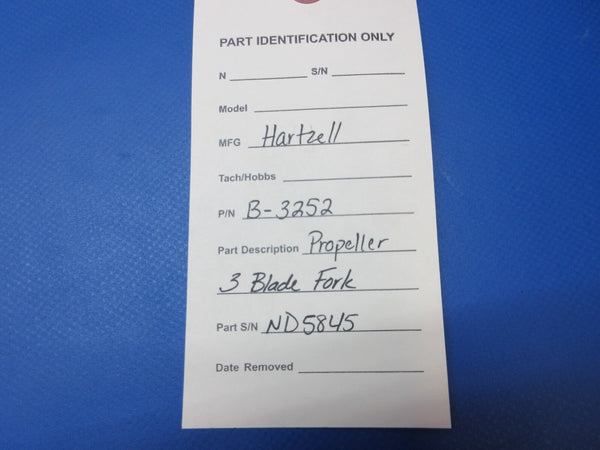 PART IDENTIFICATION ONLY
N S/N
Model
MFG Hartzell
Tach/Hobbs
P/N B-3252
Part Description Propeller
3 Blade Fork
Part S/N ND5845
Date Removed